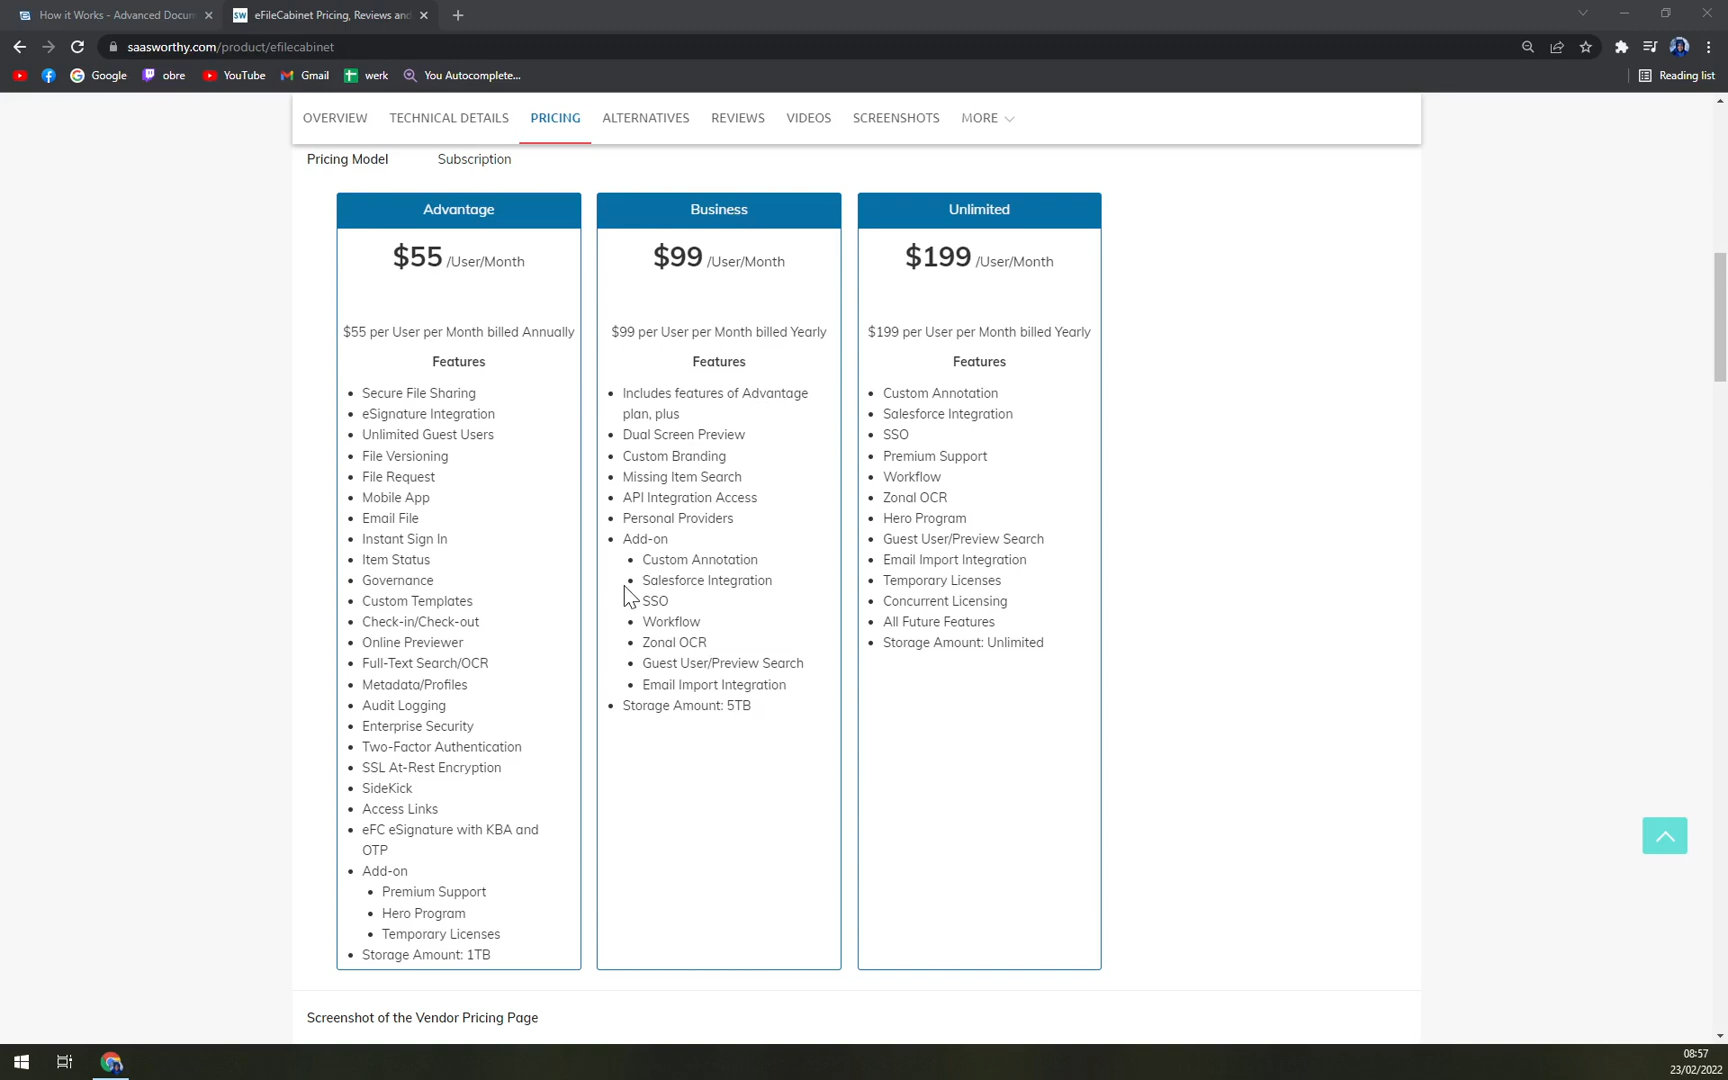 How it Works - Advanced Docum
eFileCabinet Pricing, Reviews and
saasworthy.com/product/efilecabinet
Google
obre
YouTube
Gmail
werk
You Autocomplete...
Reading list
OVERVIEW
TECHNICAL DETAILS
PRICING
ALTERNATIVES
REVIEWS
VIDEOS
SCREENSHOTS
MORE
Pricing Model
Subscription
Advantage
$55 /User/Month
$55 per User per Month billed Annually
Features
Secure File Sharing
eSignature Integration
Unlimited Guest Users
File Versioning
File Request
Mobile App
Email File
Instant Sign In
Item Status
Governance
Custom Templates
Check-in/Check-out
Online Previewer
Full-Text Search/OCR
Metadata/Profiles
Audit Logging
Enterprise Security
Two-Factor Authentication
SSL At-Rest Encryption
SideKick
Access Links
eFC eSignature with KBA and
OTP
Add-on
Premium Support
Hero Program
Temporary Licenses
Storage Amount: 1TB
Business
$99 /User/Month
$99 per User per Month billed Yearly
Features
Includes features of Advantage
plan, plus
Dual Screen Preview
Custom Branding
Missing Item Search
API Integration Access
Personal Providers
Add-on
Custom Annotation
Salesforce Integration
SSO
Workflow
Zonal OCR
Guest User/Preview Search
Email Import Integration
Storage Amount: 5TB
Unlimited
$199 /User/Month
$199 per User per Month billed Yearly
Features
Custom Annotation
Salesforce Integration
SSO
Premium Support
Workflow
Zonal OCR
Hero Program
Guest User/Preview Search
Email Import Integration
Temporary Licenses
Concurrent Licensing
All Future Features
Storage Amount: Unlimited
Screenshot of the Vendor Pricing Page
08:57
23/02/2022